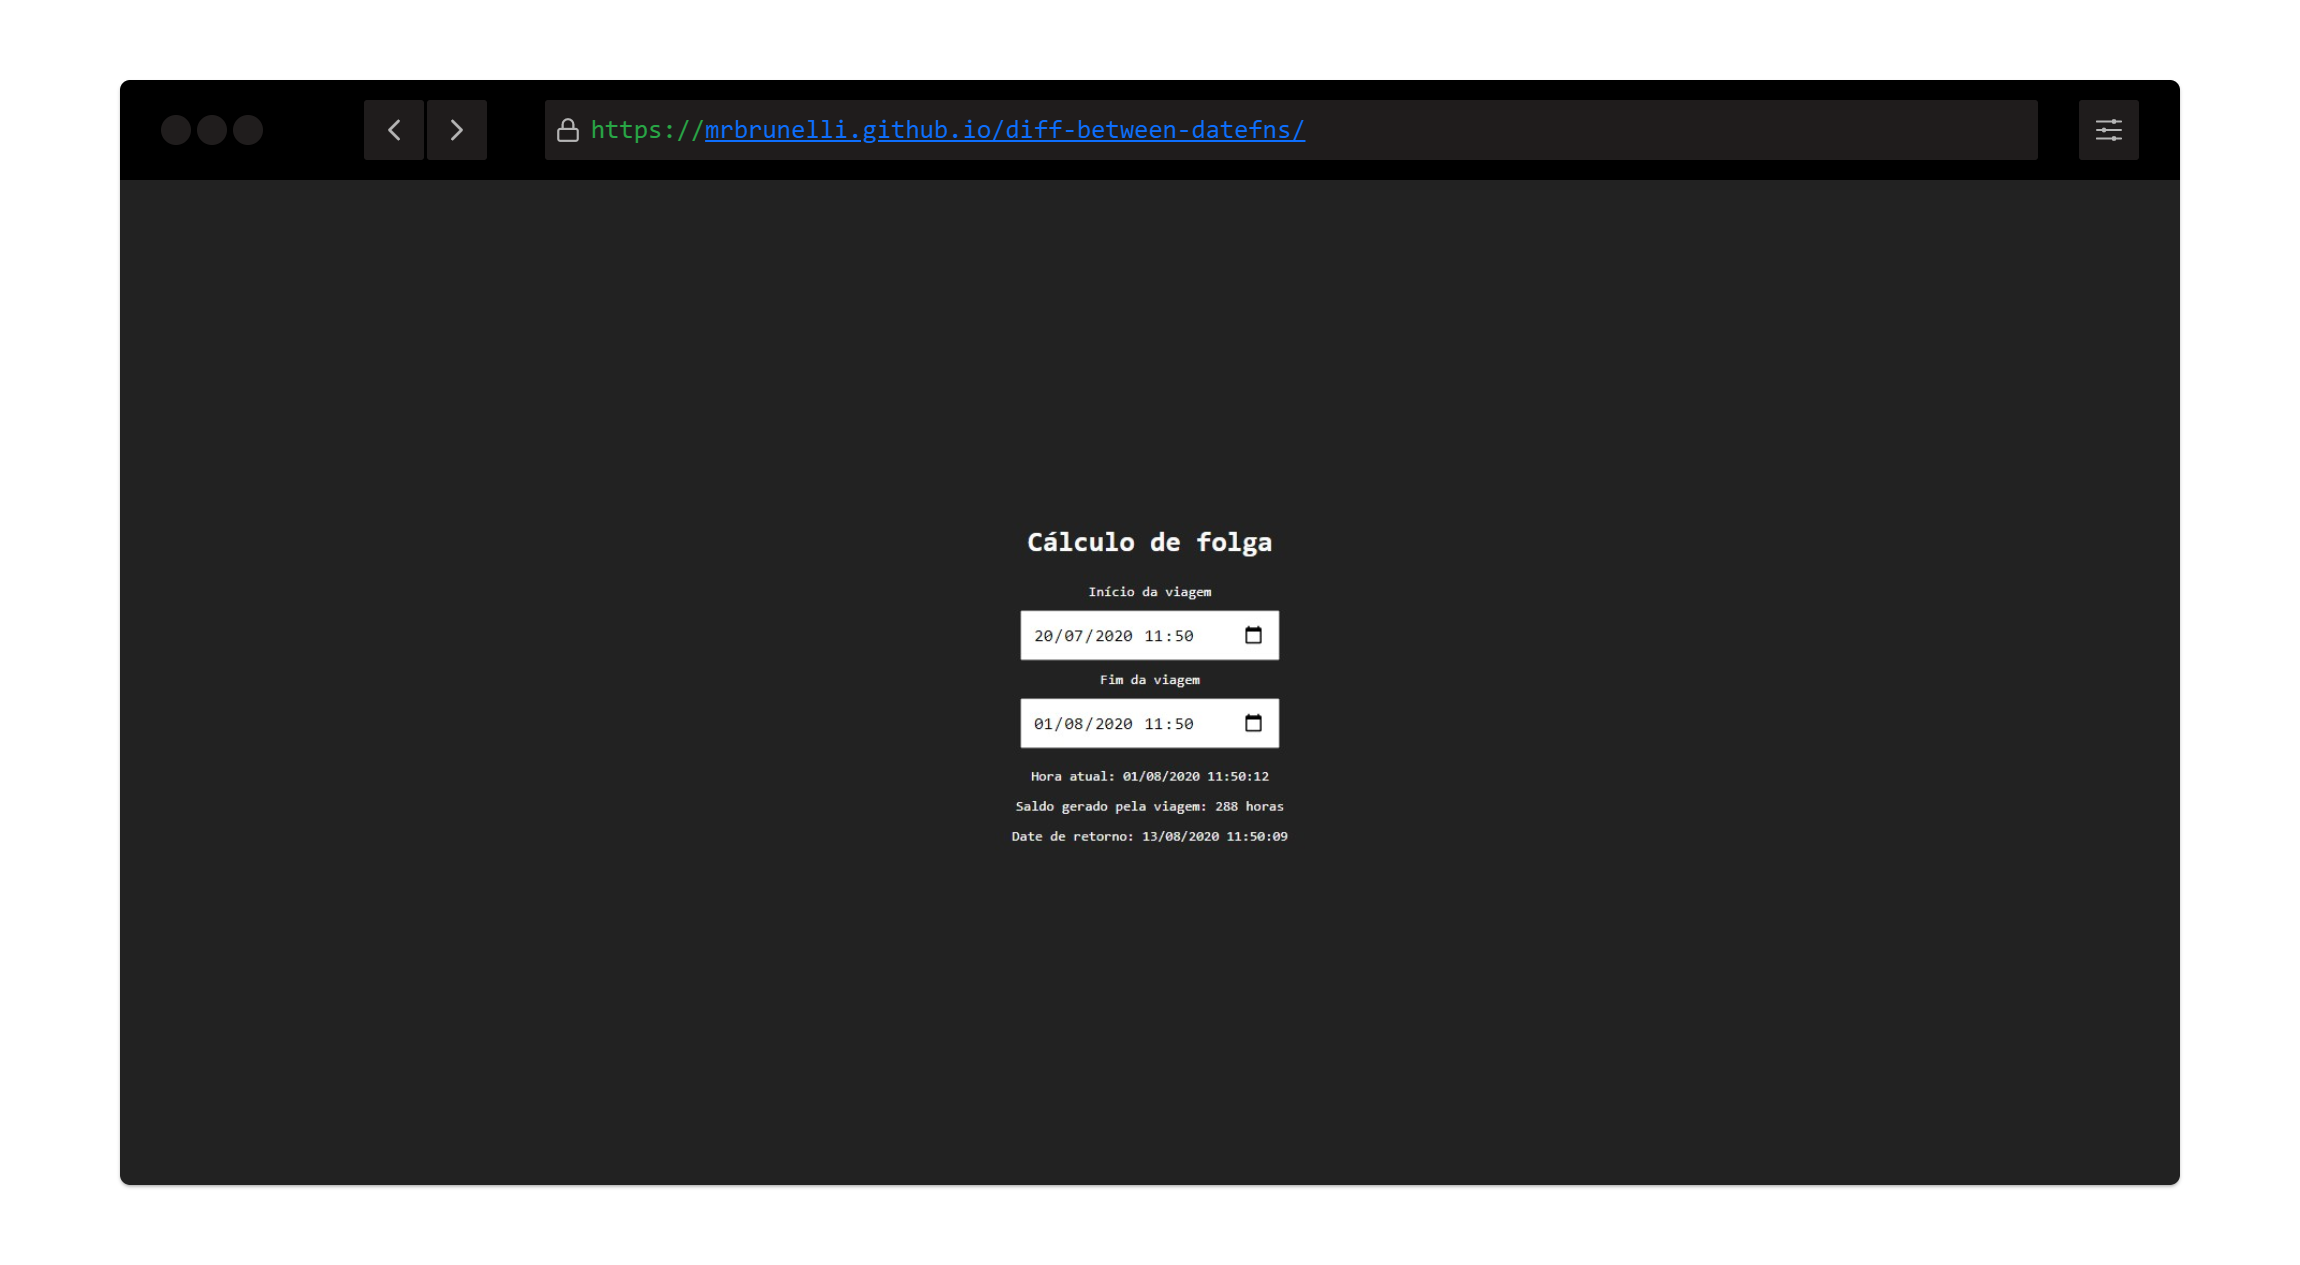 https://mrbrunelli.github.io/diff-between-datefns/
Cálculo de folga
Início da viagem
20/07/2020 11:50
Fim da viagem
01/08/2020 11:50
Hora atual: 01/08/2020 11:50:12
Saldo gerado pela viagem: 288 horas
Date de retorno: 13/08/2020 11:50:09